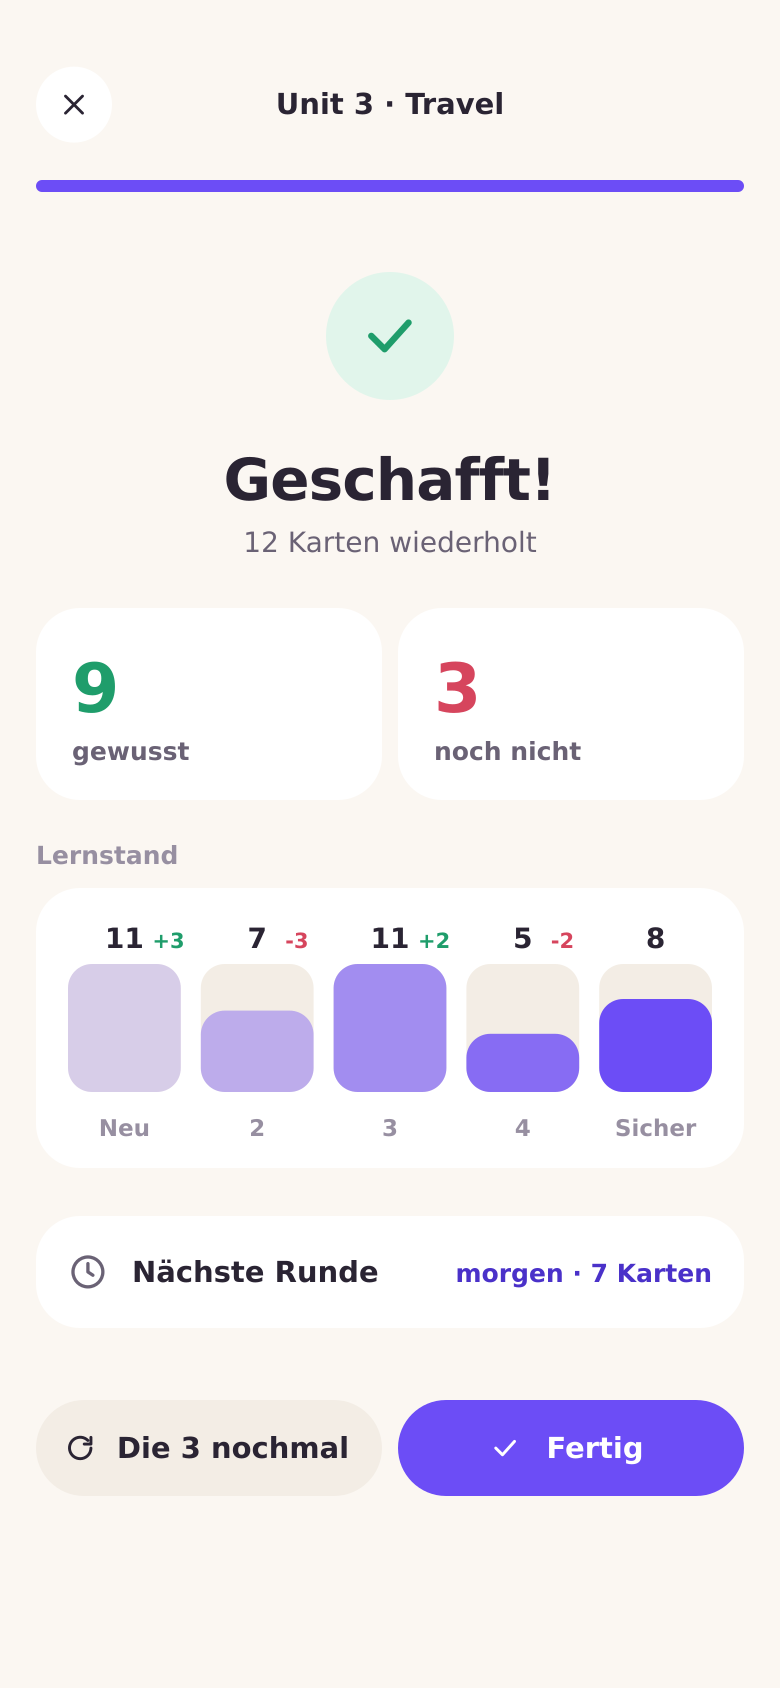 Unit 3 · Travel
Geschafft!
12 Karten wiederholt
9
gewusst
3
noch nicht
Lernstand
11 +3 7 -3 11 +2 5 -2 8
Neu 2 3 4 Sicher
Nächste Runde morgen · 7 Karten
Die 3 nochmal
Fertig